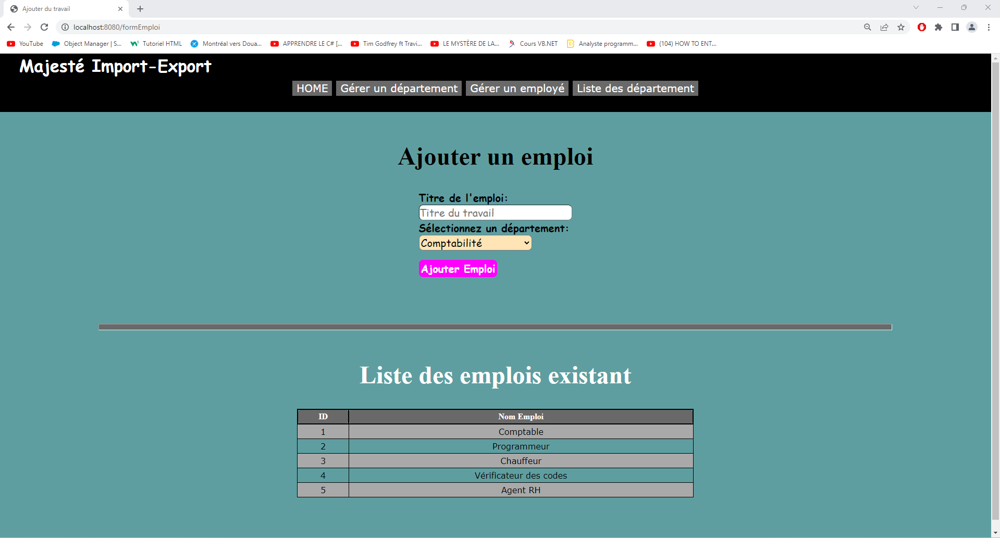 Ajouter du travail
localhost:8080/formEmploi
YouTube Object Manager | S... Tutoriel HTML Montréal vers Doua... APPRENDRE LE C# [... Tim Godfrey ft Travi... LE MYSTÈRE DE LA... Cours VB.NET Analyste programm... (104) HOW TO ENT...
Majesté Import-Export
HOME Gérer un département Gérer un employé Liste des département
Ajouter un emploi
Titre de l'emploi:
Titre du travail
Sélectionnez un département:
Comptabilité
Ajouter Emploi
Liste des emplois existant
ID Nom Emploi
1 Comptable
2 Programmeur
3 Chauffeur
4 Vérificateur des codes
5 Agent RH